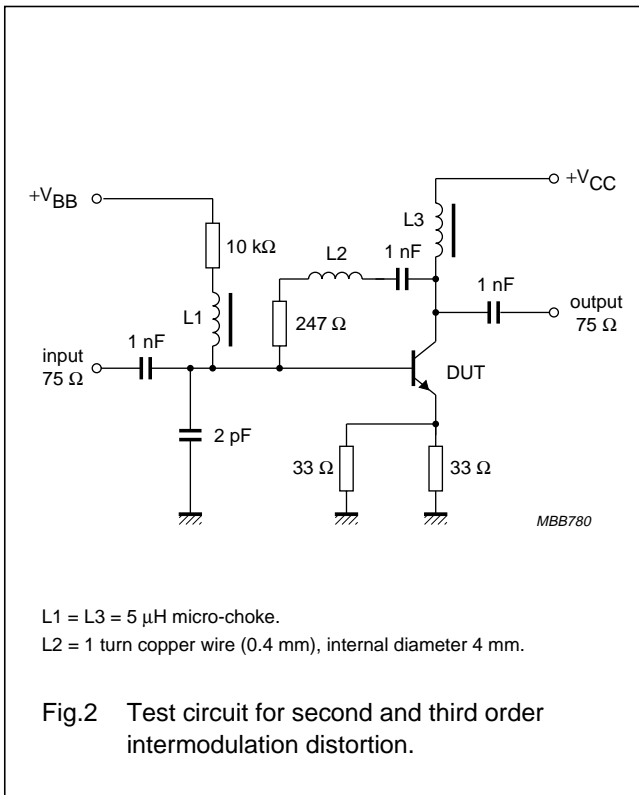 +VCC
+VBB
L3
10 kΩ
L2
1 nF
1 nF
L1
247 Ω
output
75 Ω
input
75 Ω
1 nF
DUT
2 pF
33 Ω
33 Ω
MBB780
L1 = L3 = 5 μH micro-choke.
L2 = 1 turn copper wire (0.4 mm), internal diameter 4 mm.
Fig.2 Test circuit for second and third order
intermodulation distortion.